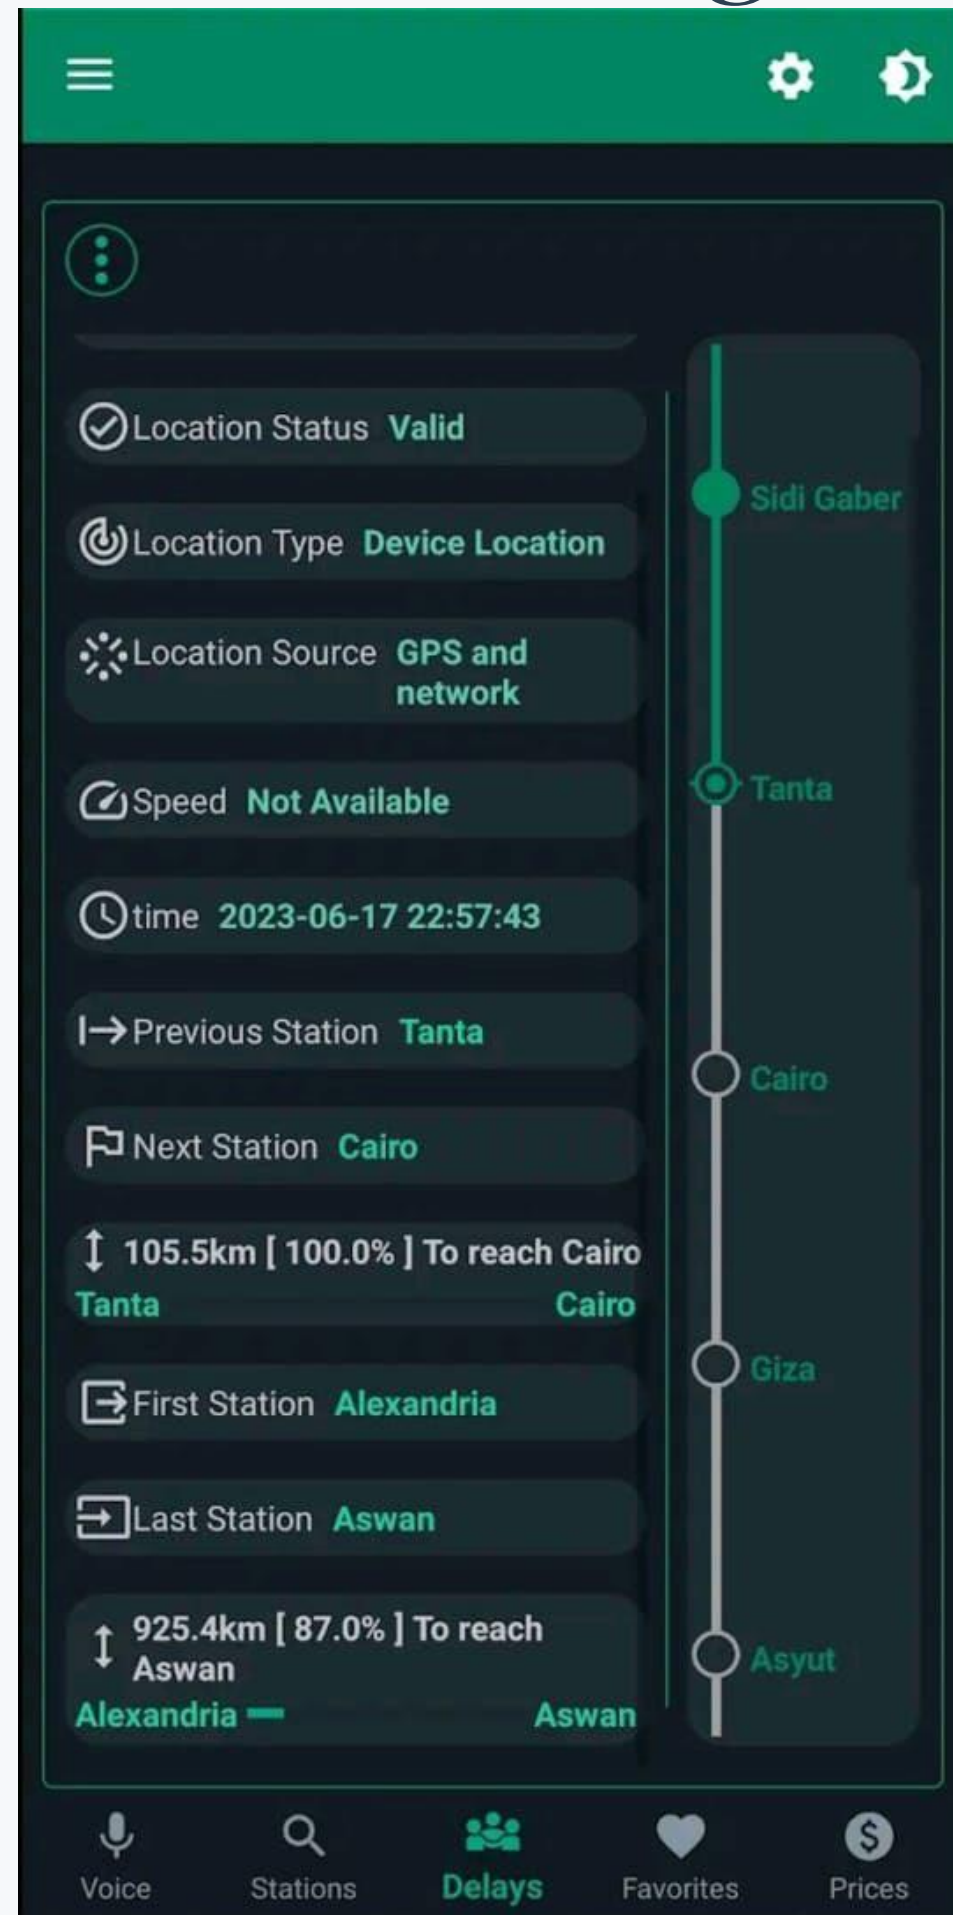 Location Status Valid
Location Type Device Location
Location Source GPS and
network
Speed Not Available
time 2023-06-17 22:57:43
Previous Station Tanta
Next Station Cairo
105.5km [ 100.0% ] To reach Cairo
Tanta Cairo
First Station Alexandria
Last Station Aswan
925.4km [ 87.0% ] To reach
Aswan
Alexandria Aswan
Sidi Gaber
Tanta
Cairo
Giza
Asyut
Voice Stations Delays Favorites Prices